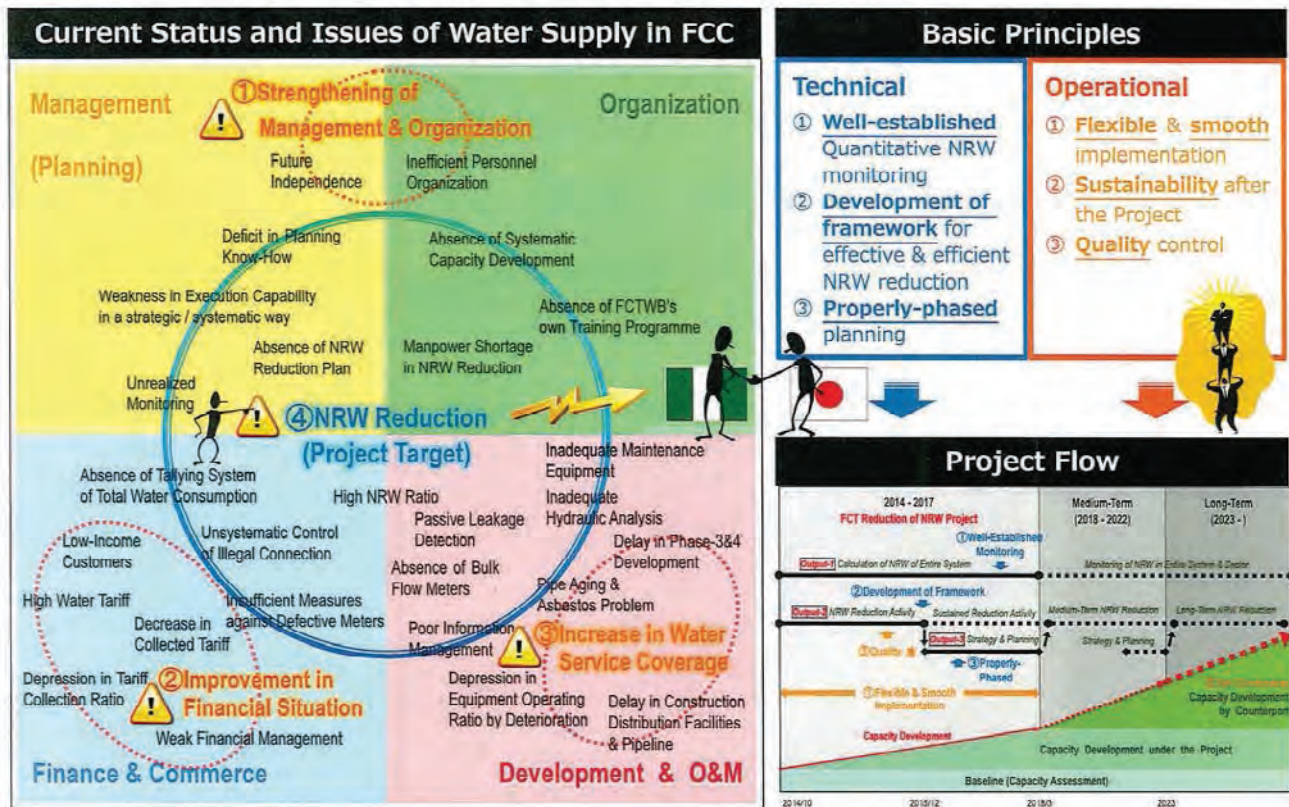 Current Status and Issues of Water Supply in FCC
Management
(Planning)
①Strengthening of
Management & Organization
Organization
Future
Independence
Inefficient Personnel
Organization
Deficit in Planning
Know-How
Absence of Systematic
Capacity Development
Weakness in Execution Capability
in a strategic / systematic way
Absence of FCTWB's
own Training Programme
Absence of NRW
Reduction Plan
Manpower Shortage
in NRW Reduction
Unrealized
Monitoring
④NRW Reduction
(Project Target)
Inadequate Maintenance
Equipment
Absence of Tallying System
of Total Water Consumption
High NRW Ratio
Inadequate
Hydraulic Analysis
Passive Leakage
Detection
Unsystematic Control
of Illegal Connection
Low-Income
Customers
Delay in Phase-3&4
Development
Absence of Bulk
Flow Meters
Pipe Aging &
Asbestos Problem
High Water Tariff
Insufficient Measures
against Defective Meters
Decrease in
Collected Tariff
Poor Information
Management
③Increase in Water
Service Coverage
Depression in Tariff
Collection Ratio
②Improvement in
Financial Situation
Weak Financial Management
Depression in
Equipment Operating
Ratio by Deterioration
Delay in Construction
Distribution Facilities
& Pipeline
Finance & Commerce
Development & O&M
Basic Principles
Technical
① Well-established
Quantitative NRW
monitoring
② Development of
framework for
effective & efficient
NRW reduction
③ Properly-phased
planning
Operational
① Flexible & smooth
implementation
② Sustainability after
the Project
③ Quality control
Project Flow
2014 - 2017
FCT Reduction of NRW Project
Medium-Term
(2018 - 2022)
Long-Term
(2023 - )
①Well-Established
Monitoring
Output-1 Calculation of NRW of Entire System
Monitoring of NRW in Entire System & Sector
②Development of Framework
Output-2 NRW Reduction Activity
Sustained Reduction Activity
Medium-Term NRW Reduction
Long-Term NRW Reduction
Output-3 Strategy & Planning
Strategy & Planning
③Quality
③Properly-
Phased
①Flexible & Smooth
Implementation
Capacity Development
by Counterpart
Capacity Development
Capacity Development under the Project
Baseline (Capacity Assessment)
2014/10
2016/12
2018/3
2023